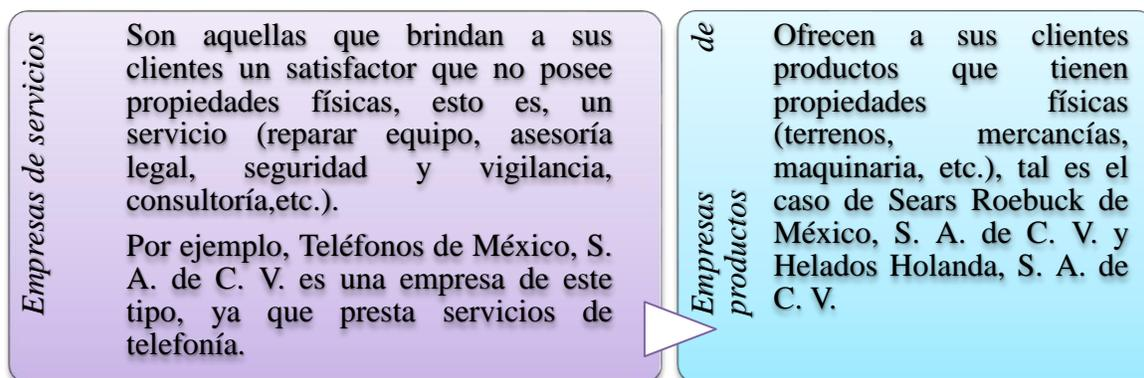 Empresas de servicios
Son aquellas que brindan a sus
clientes un satisfactor que no posee
propiedades físicas, esto es, un
servicio (reparar equipo, asesoría
legal, seguridad y vigilancia,
consultoría,etc.).
Por ejemplo, Teléfonos de México, S.
A. de C. V. es una empresa de este
tipo, ya que presta servicios de
telefonía.
Empresas de
productos
Ofrecen a sus clientes
productos que tienen
propiedades físicas
(terrenos, mercancías,
maquinaria, etc.), tal es el
caso de Sears Roebuck de
México, S. A. de C. V. y
Helados Holanda, S. A. de
C. V.